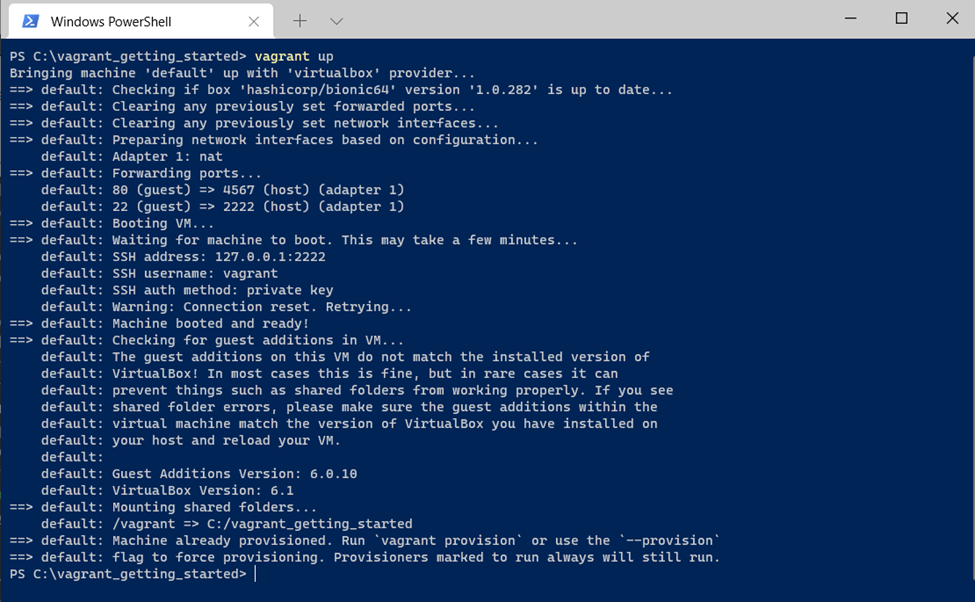 Windows PowerShell
PS C:\vagrant_getting_started> vagrant up
Bringing machine 'default' up with 'virtualbox' provider...
==> default: Checking if box 'hashicorp/bionic64' version '1.0.282' is up to date...
==> default: Clearing any previously set forwarded ports...
==> default: Clearing any previously set network interfaces...
==> default: Preparing network interfaces based on configuration...
    default: Adapter 1: nat
==> default: Forwarding ports...
    default: 80 (guest) => 4567 (host) (adapter 1)
    default: 22 (guest) => 2222 (host) (adapter 1)
==> default: Booting VM...
==> default: Waiting for machine to boot. This may take a few minutes...
    default: SSH address: 127.0.0.1:2222
    default: SSH username: vagrant
    default: SSH auth method: private key
    default: Warning: Connection reset. Retrying...
==> default: Machine booted and ready!
==> default: Checking for guest additions in VM...
    default: The guest additions on this VM do not match the installed version of
    default: VirtualBox! In most cases this is fine, but in rare cases it can
    default: prevent things such as shared folders from working properly. If you see
    default: shared folder errors, please make sure the guest additions within the
    default: virtual machine match the version of VirtualBox you have installed on
    default: your host and reload your VM.
    default:
    default: Guest Additions Version: 6.0.10
    default: VirtualBox Version: 6.1
==> default: Mounting shared folders...
    default: /vagrant => C:/vagrant_getting_started
==> default: Machine already provisioned. Run `vagrant provision` or use the `--provision`
==> default: flag to force provisioning. Provisioners marked to run always will still run.
PS C:\vagrant_getting_started>